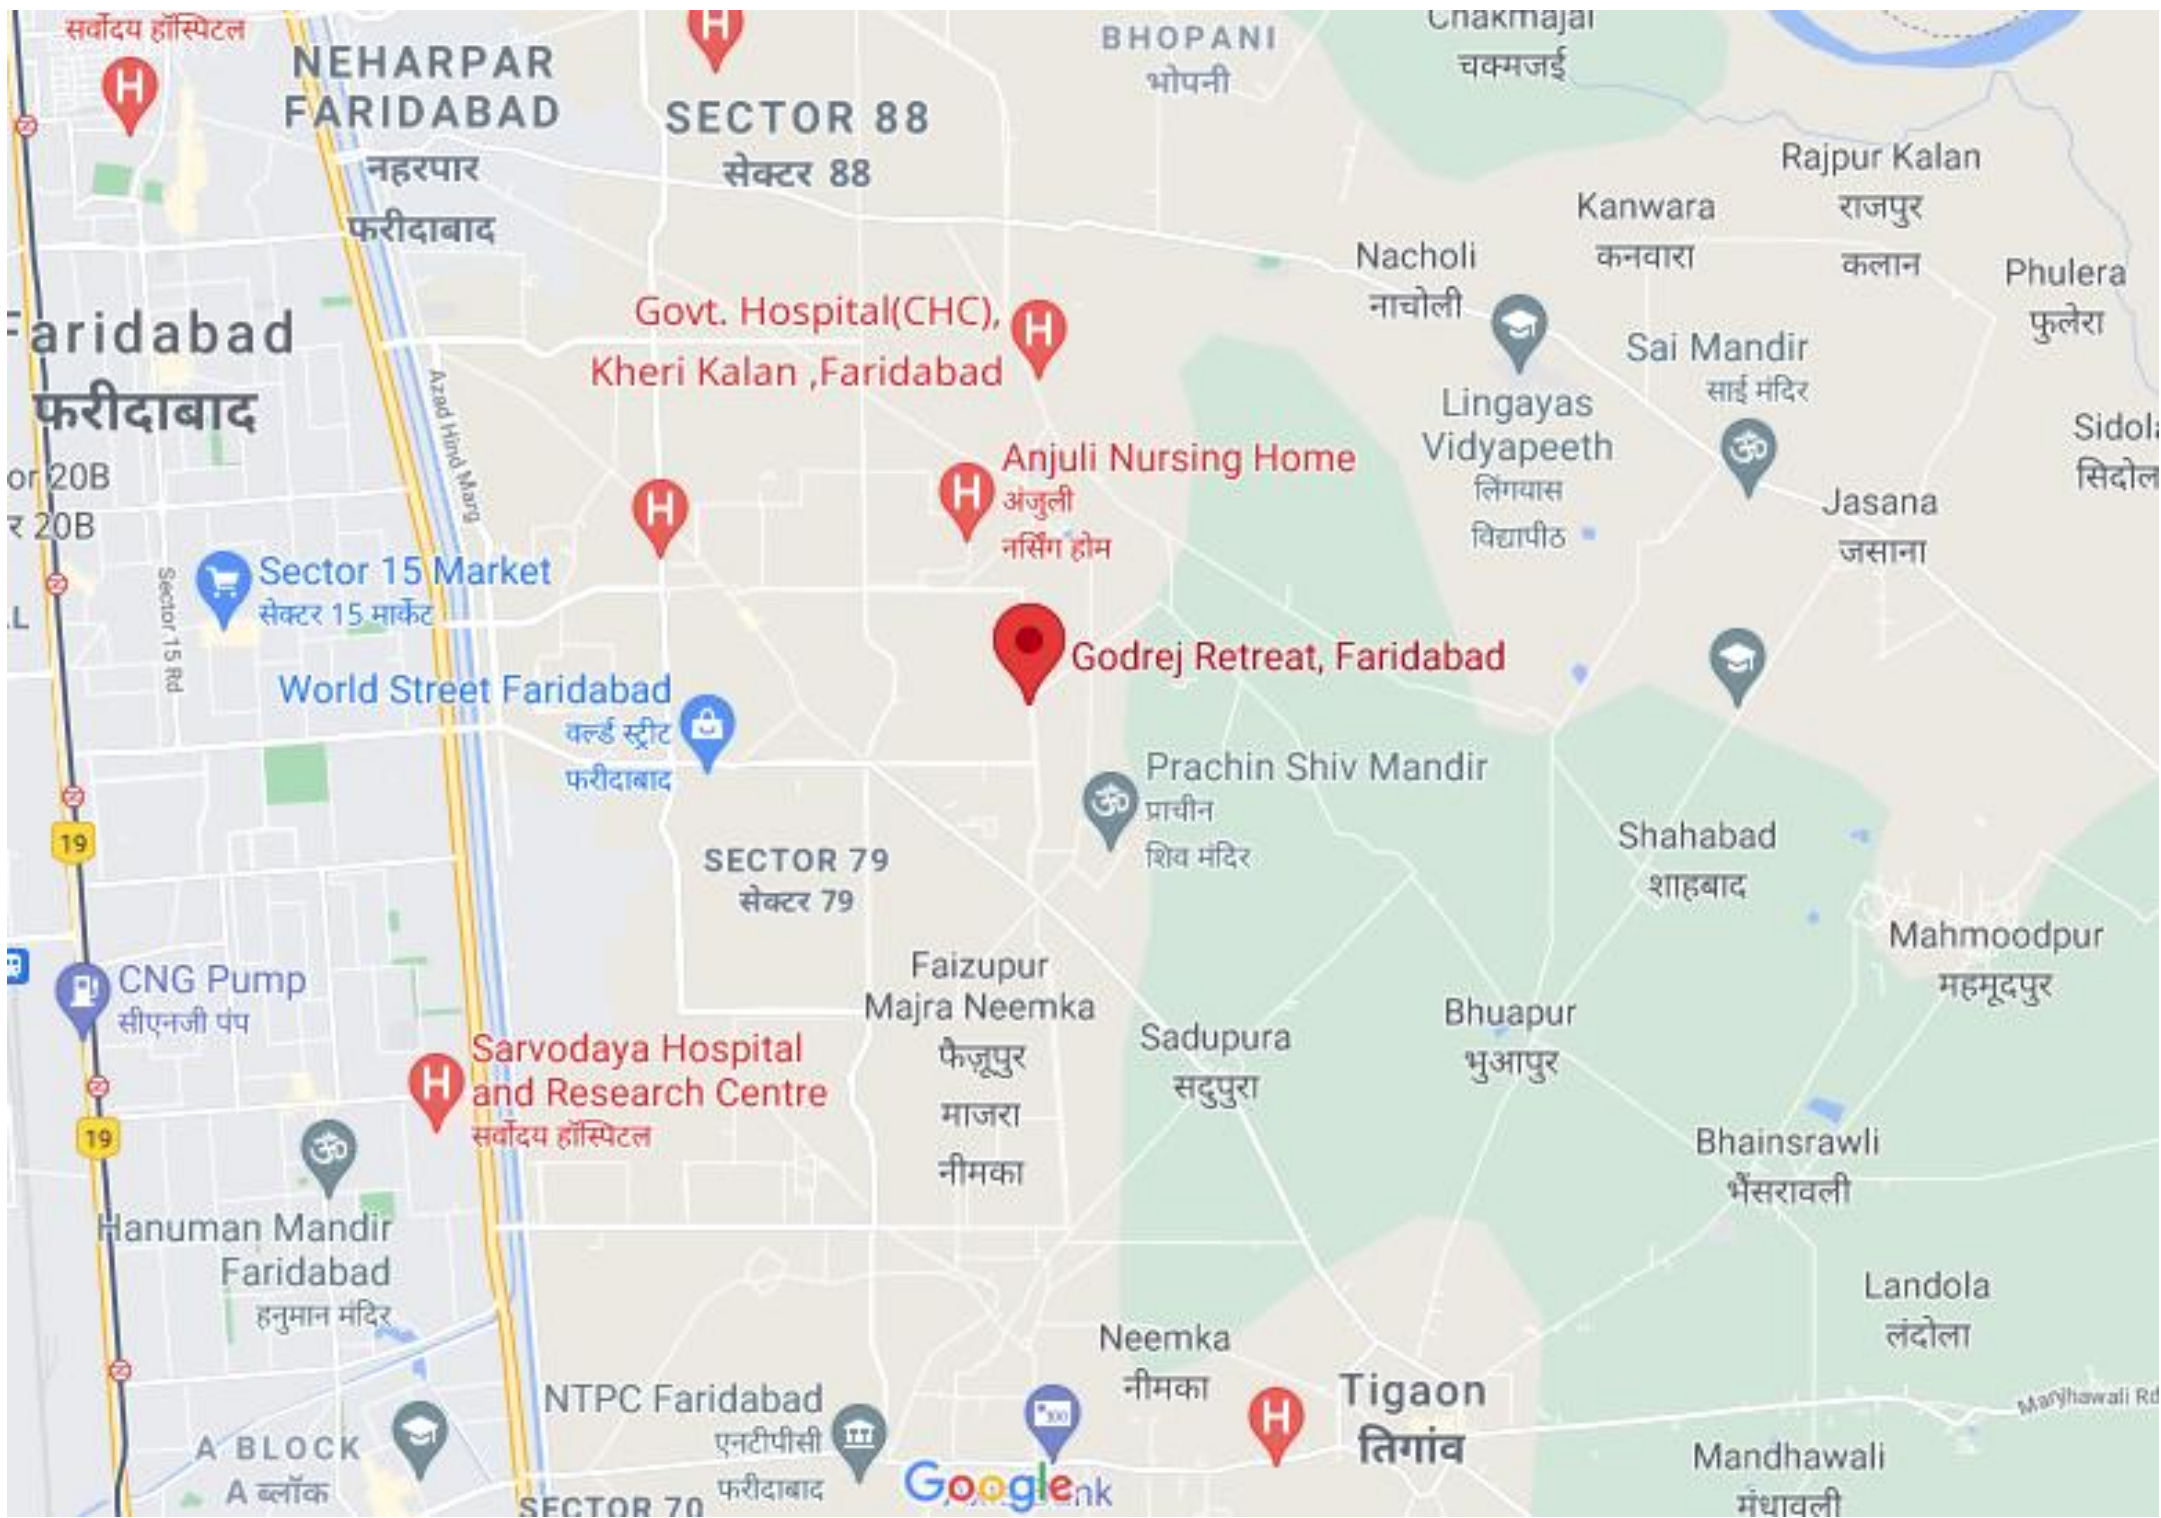 सर्वोदय हॉस्पिटल
NEHARPAR
FARIDABAD
नहरपार
फरीदाबाद
SECTOR 88
सेक्टर 88
BHOPANI
भोपनी
Chakmajal
चक्मजई
Rajpur Kalan
राजपुर
कलान
Kanwara
कनवारा
Nacholi
नाचोली
Phulera
फुलेरा
Faridabad
फरीदाबाद
Govt. Hospital(CHC),
Kheri Kalan ,Faridabad
Sai Mandir
साई मंदिर
Lingayas
Vidyapeeth
लिंगयास
विद्यापीठ
Azad Hind Marg
Anjuli Nursing Home
अंजुली
नर्सिंग होम
or 20B
र 20B
Jasana
जसाना
Sidola
सिदोल
Sector 15 Market
सेक्टर 15 मार्केट
Sector 15 Rd
L
Godrej Retreat, Faridabad
World Street Faridabad
वर्ल्ड स्ट्रीट
फरीदाबाद
Prachin Shiv Mandir
प्राचीन
शिव मंदिर
19
SECTOR 79
सेक्टर 79
Shahabad
शाहबाद
Mahmoodpur
महमूदपुर
CNG Pump
सीएनजी पंप
Faizupur
Majra Neemka
फैज़ूपुर
माजरा
नीमका
Sadupura
सदुपुरा
Bhuapur
भुआपुर
Sarvodaya Hospital
and Research Centre
सर्वोदय हॉस्पिटल
19
Bhainsrawli
भैंसरावली
Hanuman Mandir
Faridabad
हनुमान मंदिर
Landola
लंदोला
Neemka
नीमका
NTPC Faridabad
एनटीपीसी
फरीदाबाद
Tigaon
तिगांव
Manjhawali Rd
A BLOCK
A ब्लॉक
Mandhawali
मंधावली
SECTOR 70
Google
nk